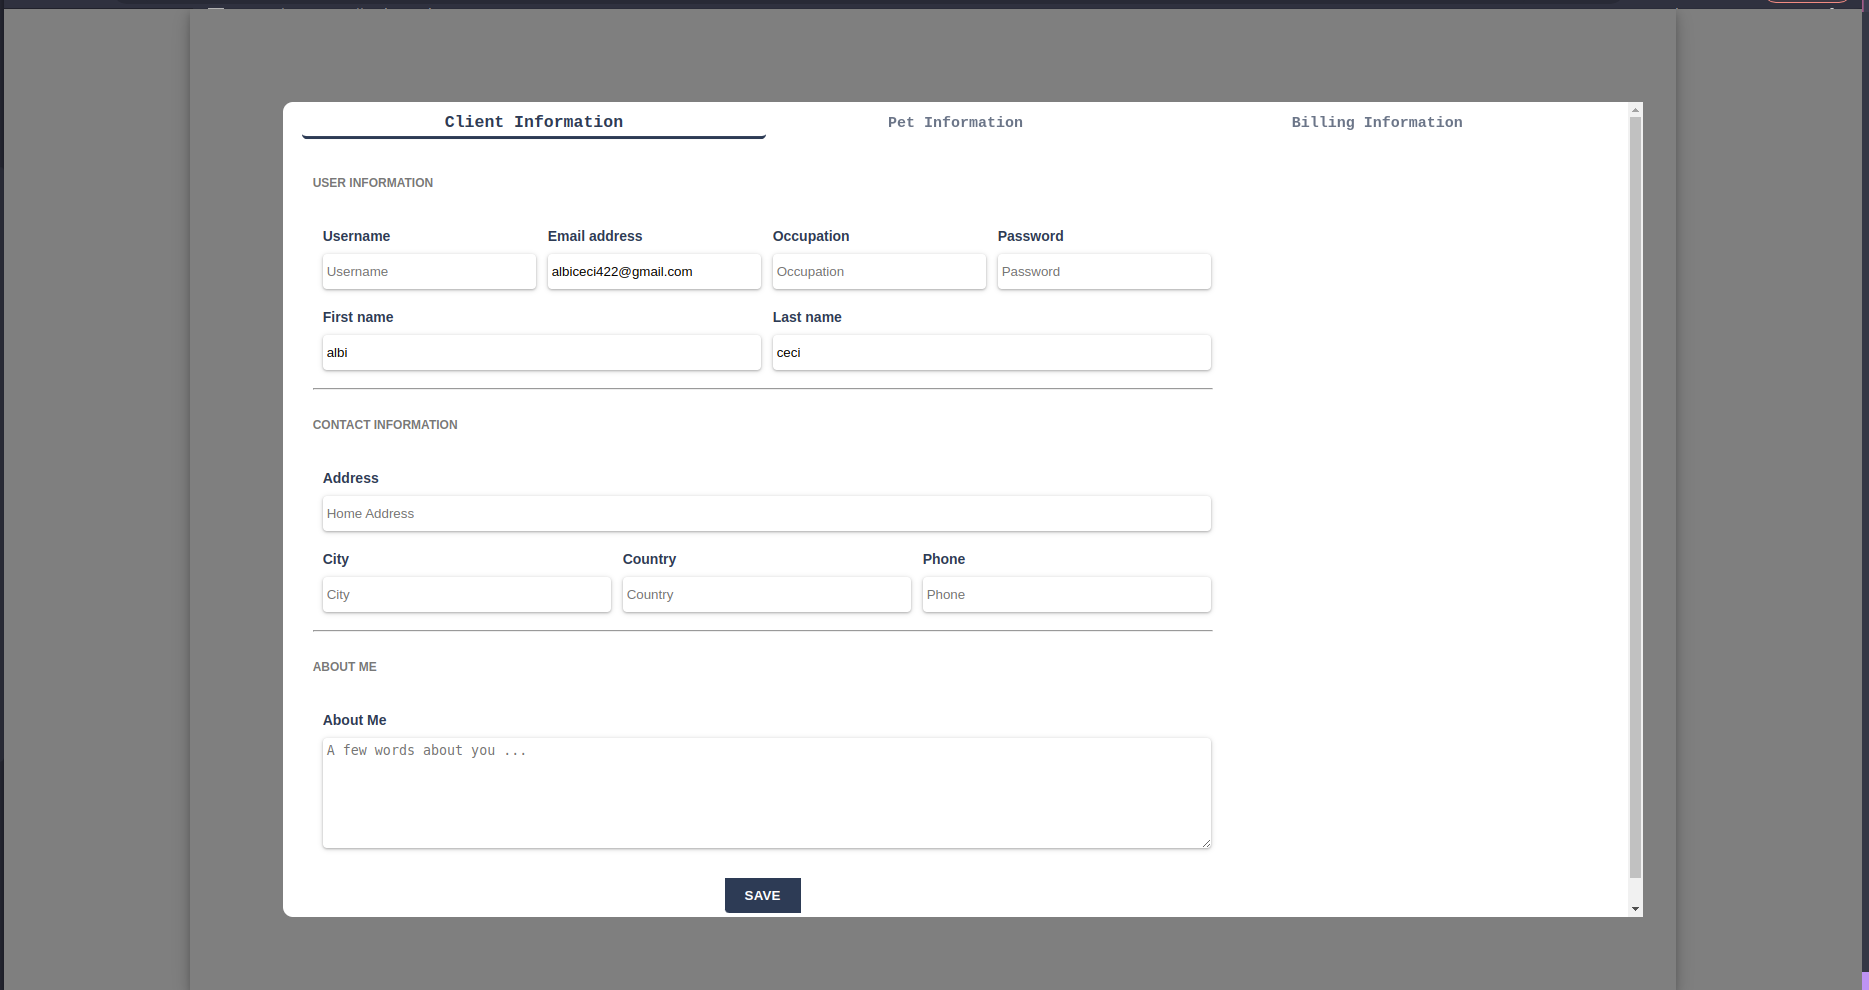 Client Information Pet Information Billing Information
USER INFORMATION
Username Email address Occupation Password
Username albiceci422@gmail.com Occupation Password
First name Last name
albi ceci
CONTACT INFORMATION
Address
Home Address
City Country Phone
City Country Phone
ABOUT ME
About Me
A few words about you ...
SAVE